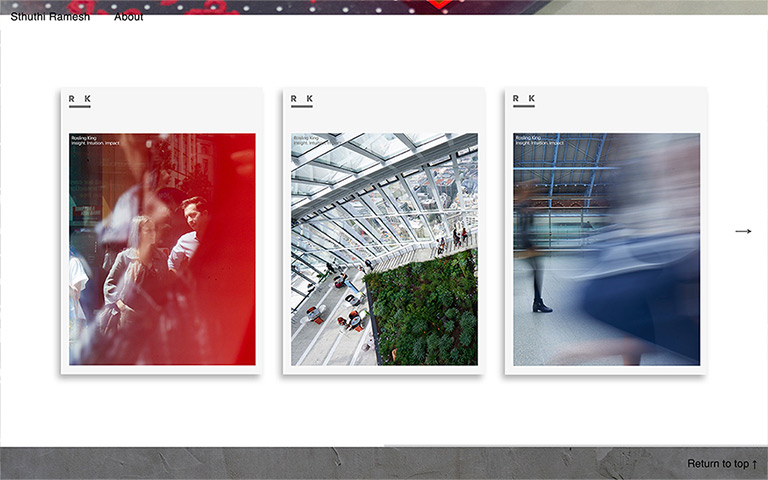 Sthuthi Ramesh About
R K
Rosling King
Insight. Intuition. Impact
R K
Rosling King
Insight. Intuition. Impact
R K
Rosling King
Insight. Intuition. Impact
→
Return to top ↑